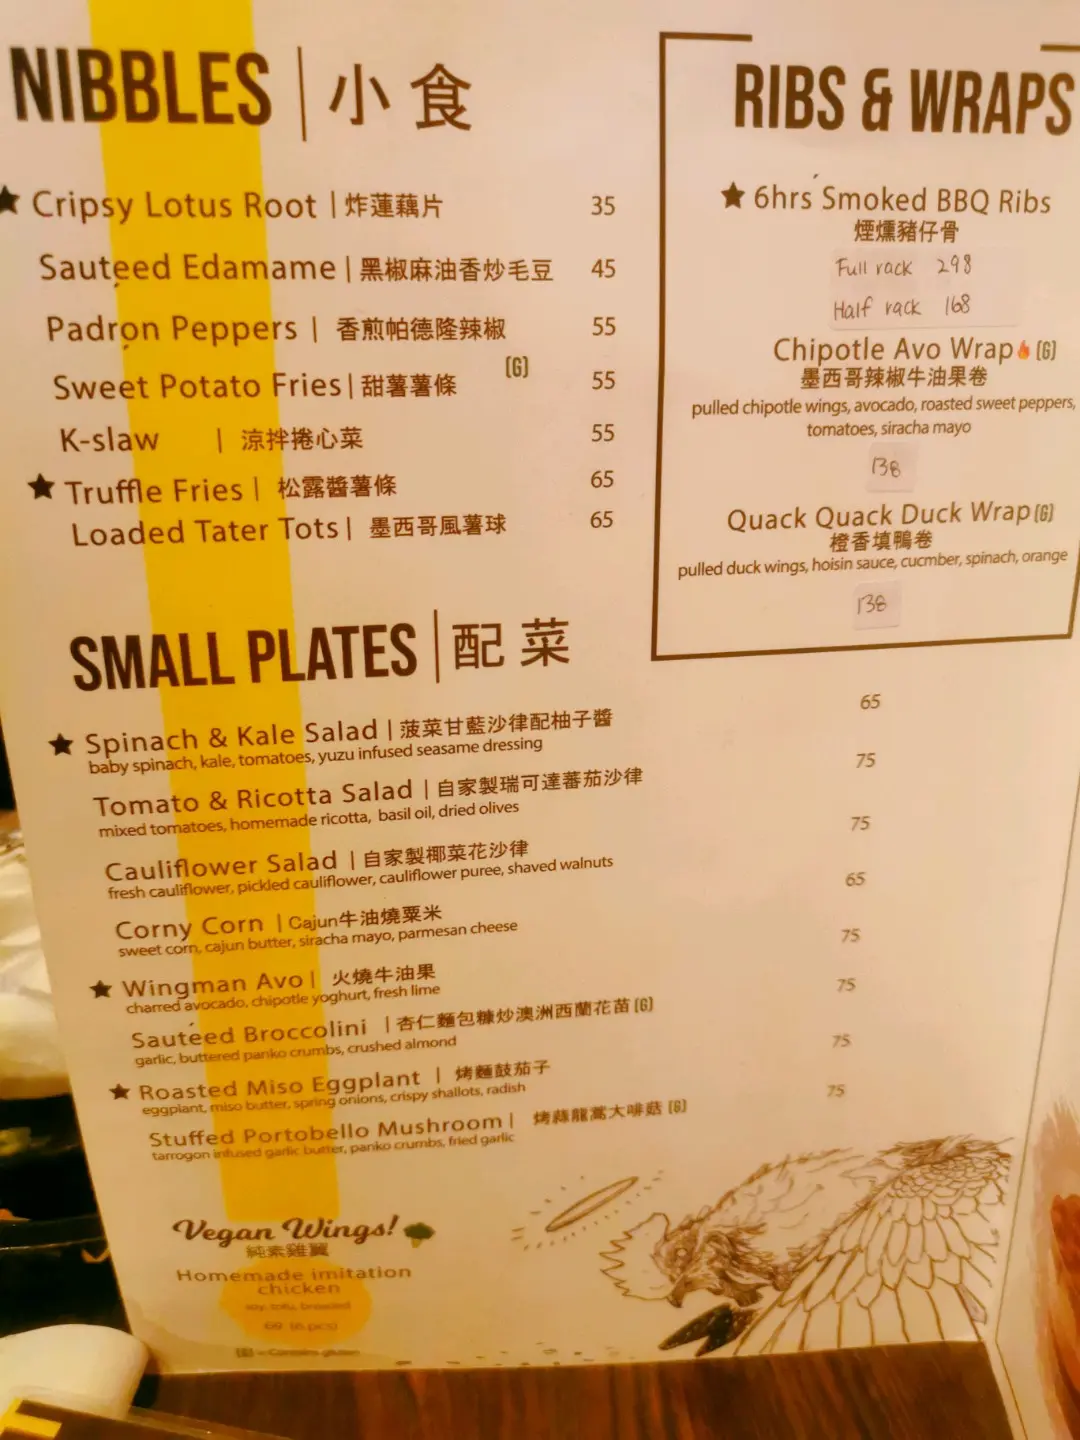 NIBBLES | 小食
★ Cripsy Lotus Root | 炸蓮藕片 35
Sautéed Edamame | 黑椒麻油香炒毛豆 45
Padron Peppers | 香煎帕德隆辣椒 55
Sweet Potato Fries | 甜薯薯條 (G) 55
K-slaw | 涼拌捲心菜 55
★ Truffle Fries | 松露醬薯條 65
Loaded Tater Tots | 墨西哥風薯球 65
RIBS & WRAPS
★ 6hrs Smoked BBQ Ribs
煙燻豬仔骨
Full rack 298
Half rack 168
Chipotle Avo Wrap (G)
墨西哥辣椒牛油果卷
pulled chipotle wings, avocado, roasted sweet peppers,
tomatoes, siracha mayo
138
Quack Quack Duck Wrap (G)
橙香填鴨卷
pulled duck wings, hoisin sauce, cucmber, spinach, orange
138
SMALL PLATES | 配菜
★ Spinach & Kale Salad | 菠菜甘藍沙律配柚子醬 65
baby spinach, kale, tomatoes, yuzu infused seasame dressing
Tomato & Ricotta Salad | 自家製瑞可達蕃茄沙律 75
mixed tomatoes, homemade ricotta, basil oil, dried olives
Cauliflower Salad | 自家製椰菜花沙律 75
fresh cauliflower, pickled cauliflower, cauliflower puree, shaved walnuts
Corny Corn | Cajun牛油燒粟米 65
sweet corn, cajun butter, siracha mayo, parmesan cheese
★ Wingman Avo | 火燒牛油果 75
charred avocado, chipotle yoghurt, fresh lime
Sautéed Broccolini | 杏仁麵包糠炒澳洲西蘭花苗 (G) 75
garlic, buttered panko crumbs, crushed almond
★ Roasted Miso Eggplant | 烤麵鼓茄子 75
eggplant, miso butter, spring onions, crispy shallots, radish
Stuffed Portobello Mushroom | 烤蒜龍蒿大啡菇 (G) 75
tarrogon infused garlic butter, panko crumbs, fried garlic
Vegan Wings!
純素雞翼
Homemade imitation
chicken
soy, tofu, breaded
69 (6 pcs)
(G) = Contains gluten